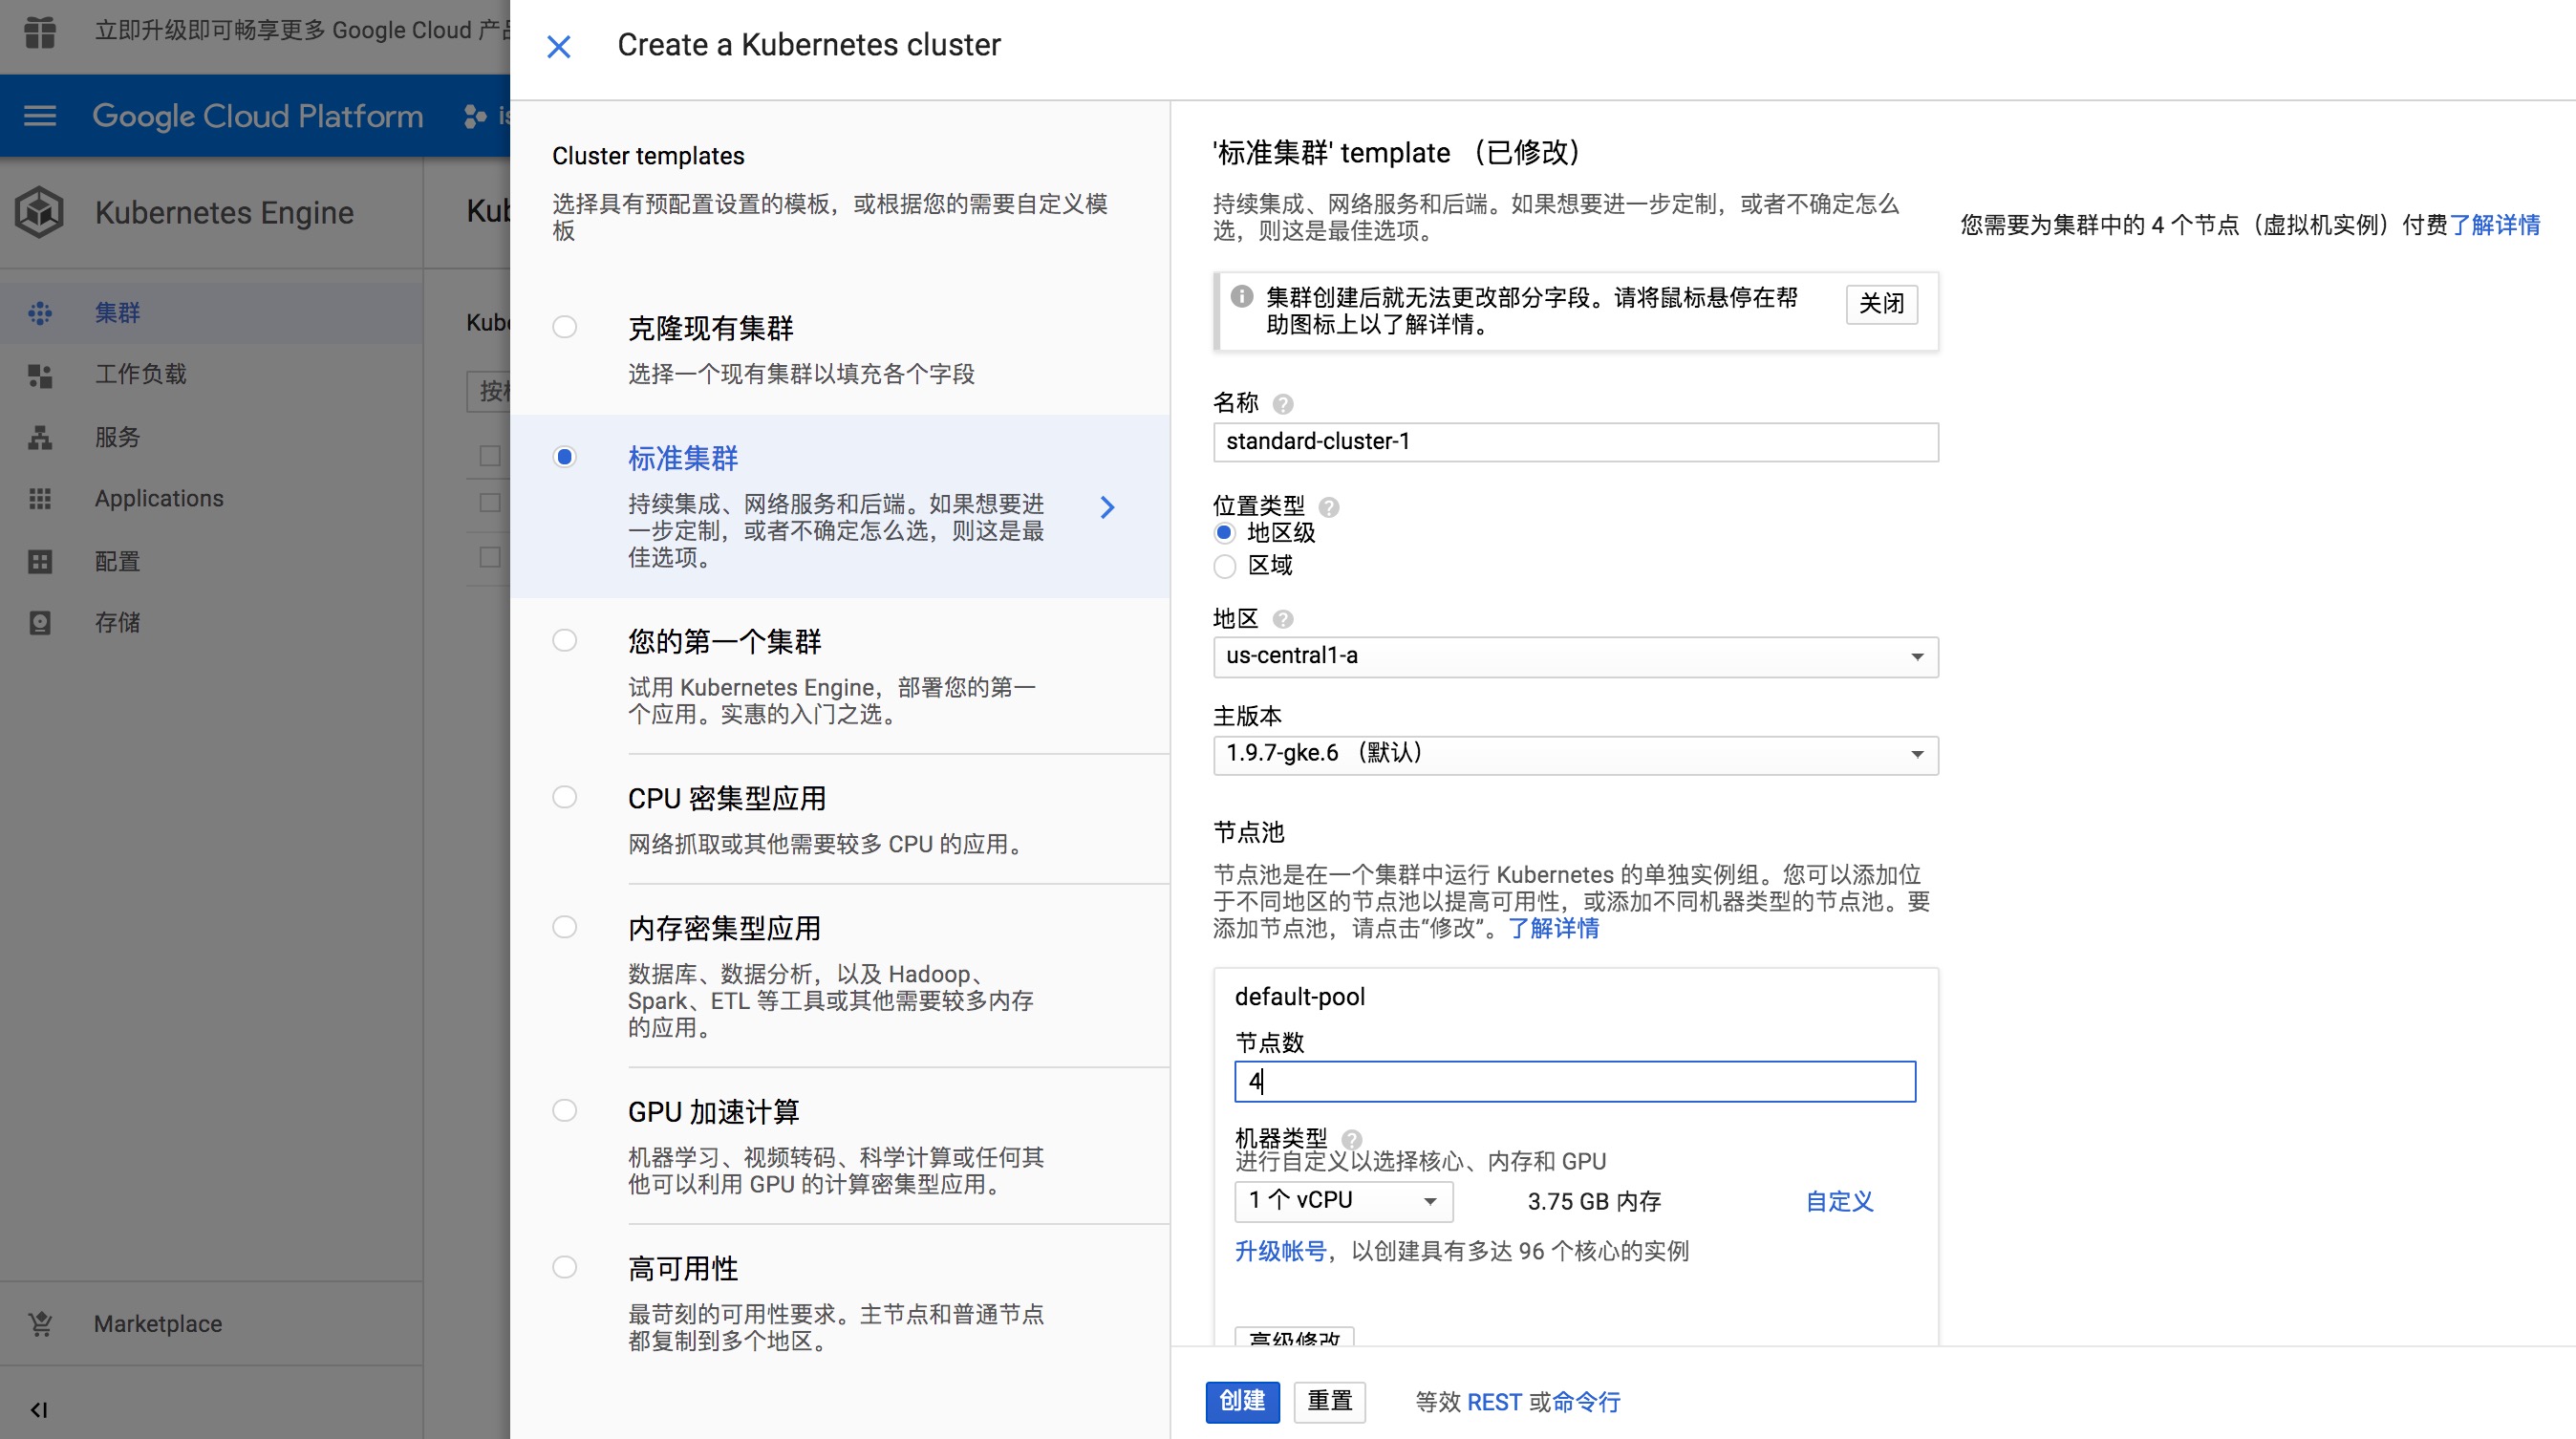 立即升级即可畅享更多 Google Cloud 产品
Google Cloud Platform
Kubernetes Engine
集群
工作负载
服务
Applications
配置
存储
Marketplace
Create a Kubernetes cluster
Cluster templates
选择具有预配置设置的模板，或根据您的需要自定义模
板
克隆现有集群
选择一个现有集群以填充各个字段
标准集群
持续集成、网络服务和后端。如果想要进
一步定制，或者不确定怎么选，则这是最
佳选项。
您的第一个集群
试用 Kubernetes Engine，部署您的第一
个应用。实惠的入门之选。
CPU 密集型应用
网络抓取或其他需要较多 CPU 的应用。
内存密集型应用
数据库、数据分析，以及 Hadoop、
Spark、ETL 等工具或其他需要较多内存
的应用。
GPU 加速计算
机器学习、视频转码、科学计算或任何其
他可以利用 GPU 的计算密集型应用。
高可用性
最苛刻的可用性要求。主节点和普通节点
都复制到多个地区。
'标准集群' template （已修改）
持续集成、网络服务和后端。如果想要进一步定制，或者不确定怎么
选，则这是最佳选项。
您需要为集群中的 4 个节点（虚拟机实例）付费了解详情
集群创建后就无法更改部分字段。请将鼠标悬停在帮
助图标上以了解详情。
关闭
名称
standard-cluster-1
位置类型
地区级
区域
地区
us-central1-a
主版本
1.9.7-gke.6 （默认）
节点池
节点池是在一个集群中运行 Kubernetes 的单独实例组。您可以添加位
于不同地区的节点池以提高可用性，或添加不同机器类型的节点池。要
添加节点池，请点击“修改”。了解详情
default-pool
节点数
4
机器类型
进行自定义以选择核心、内存和 GPU
1 个 vCPU
3.75 GB 内存
自定义
升级帐号，以创建具有多达 96 个核心的实例
高级修改
创建
重置
等效 REST 或命令行